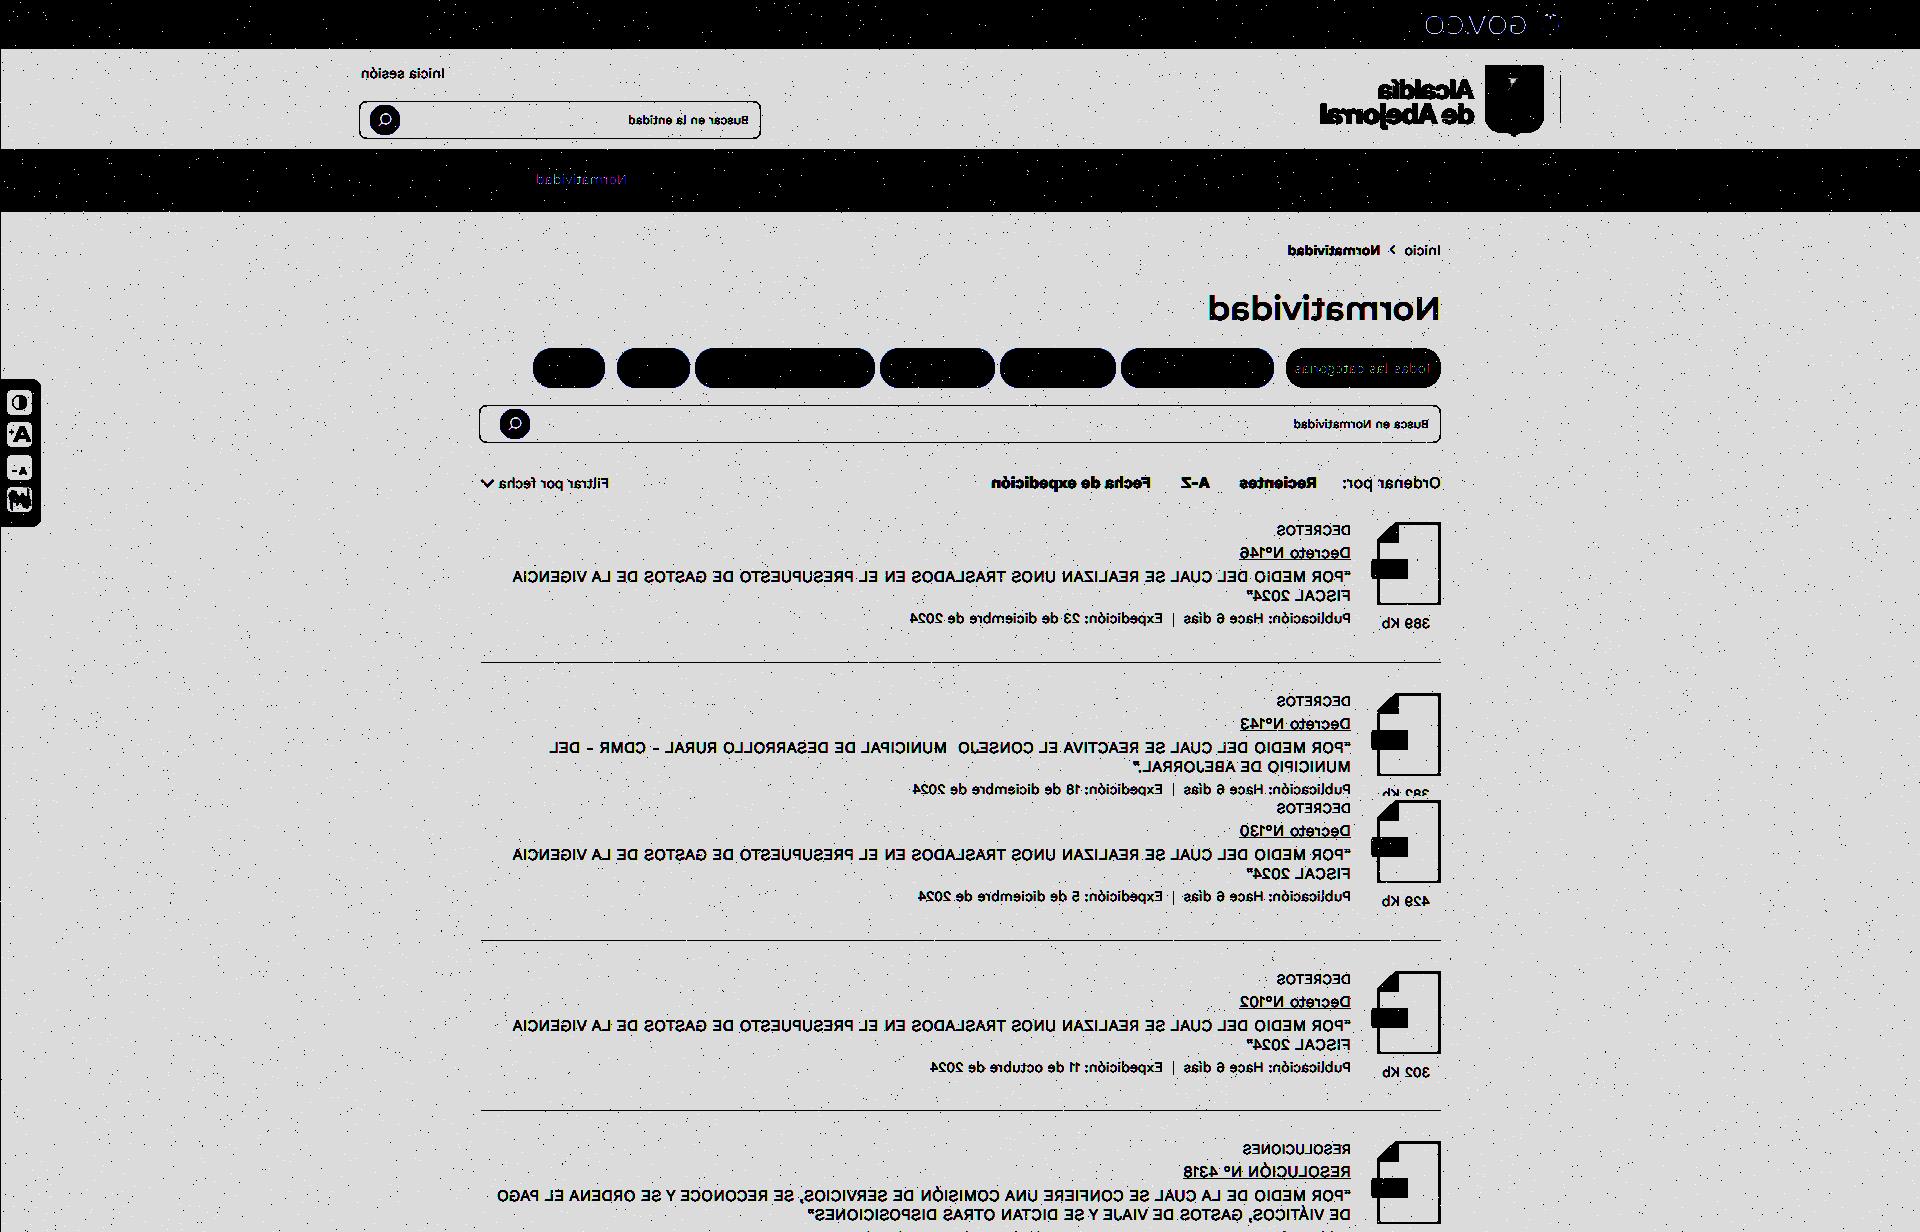 GOV.CO
Alcaldía
de Abejorral
Inicia sesión
Buscar en la entidad
Normatividad
Inicio > Normatividad
Normatividad
Todas las categorías
Busca en Normatividad
Ordenar por: Recientes A-Z Fecha de expedición Filtrar por fecha
A+
A-
DECRETOS
Decreto N°146
"POR MEDIO DEL CUAL SE REALIZAN UNOS TRASLADOS EN EL PRESUPUESTO DE GASTOS DE LA VIGENCIA
FISCAL 2024"
Publicación: Hace 6 días | Expedición: 23 de diciembre de 2024
389 Kb
DECRETOS
Decreto N°143
"POR MEDIO DEL CUAL SE REACTIVA EL CONSEJO MUNICIPAL DE DESARROLLO RURAL - CDMR - DEL
MUNICIPIO DE ABEJORRAL."
Publicación: Hace 6 días | Expedición: 18 de diciembre de 2024
382 Kb
DECRETOS
Decreto N°130
"POR MEDIO DEL CUAL SE REALIZAN UNOS TRASLADOS EN EL PRESUPUESTO DE GASTOS DE LA VIGENCIA
FISCAL 2024"
Publicación: Hace 6 días | Expedición: 5 de diciembre de 2024
429 Kb
DECRETOS
Decreto N°102
"POR MEDIO DEL CUAL SE REALIZAN UNOS TRASLADOS EN EL PRESUPUESTO DE GASTOS DE LA VIGENCIA
FISCAL 2024"
Publicación: Hace 6 días | Expedición: 11 de octubre de 2024
302 Kb
RESOLUCIONES
RESOLUCIÓN N° 4318
"POR MEDIO DE LA CUAL SE CONFIERE UNA COMISIÓN DE SERVICIOS, SE RECONOCE Y SE ORDENA EL PAGO
DE VIÁTICOS, GASTOS DE VIAJE Y SE DICTAN OTRAS DISPOSICIONES"